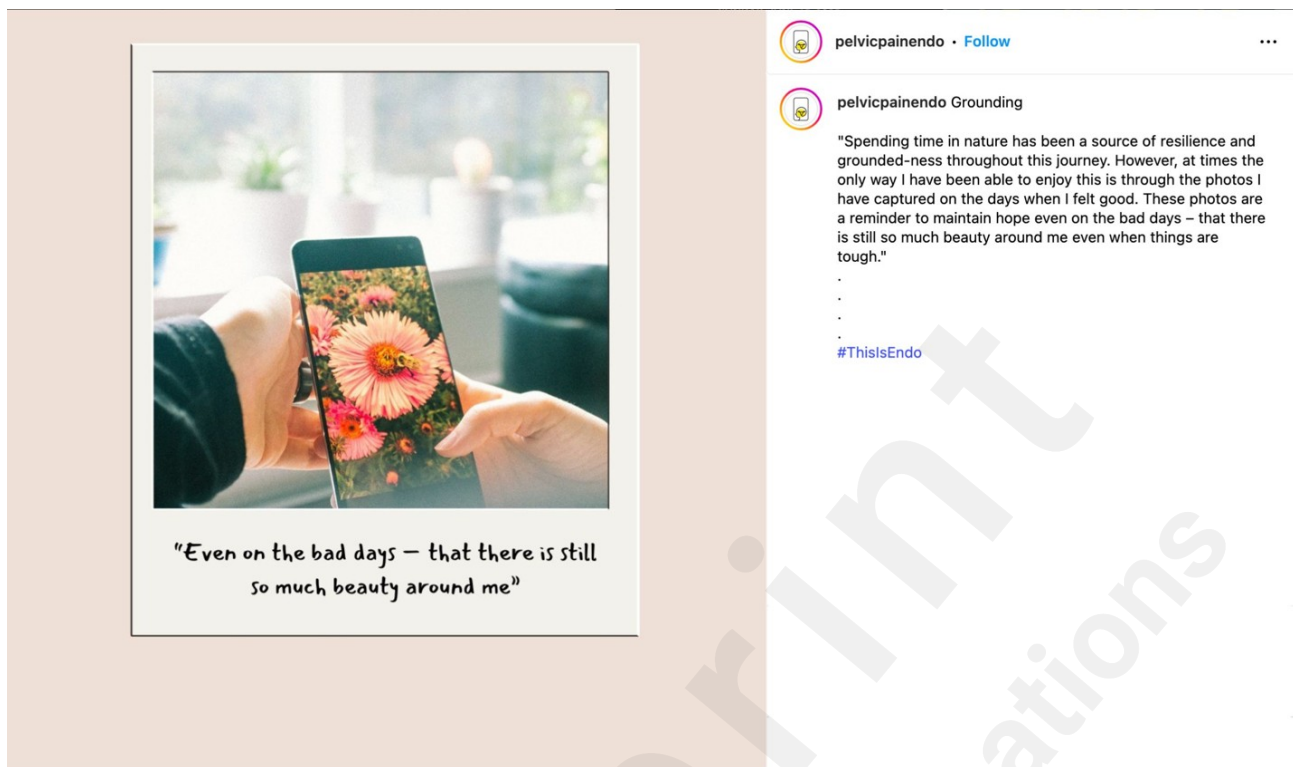 "Even on the bad days – that there is still
so much beauty around me"
pelvicpainendo • Follow
...
pelvicpainendo Grounding
"Spending time in nature has been a source of resilience and
grounded-ness throughout this journey. However, at times the
only way I have been able to enjoy this is through the photos I
have captured on the days when I felt good. These photos are
a reminder to maintain hope even on the bad days – that there
is still so much beauty around me even when things are
tough."
.
.
.
.
#ThisIsEndo
rint
ations